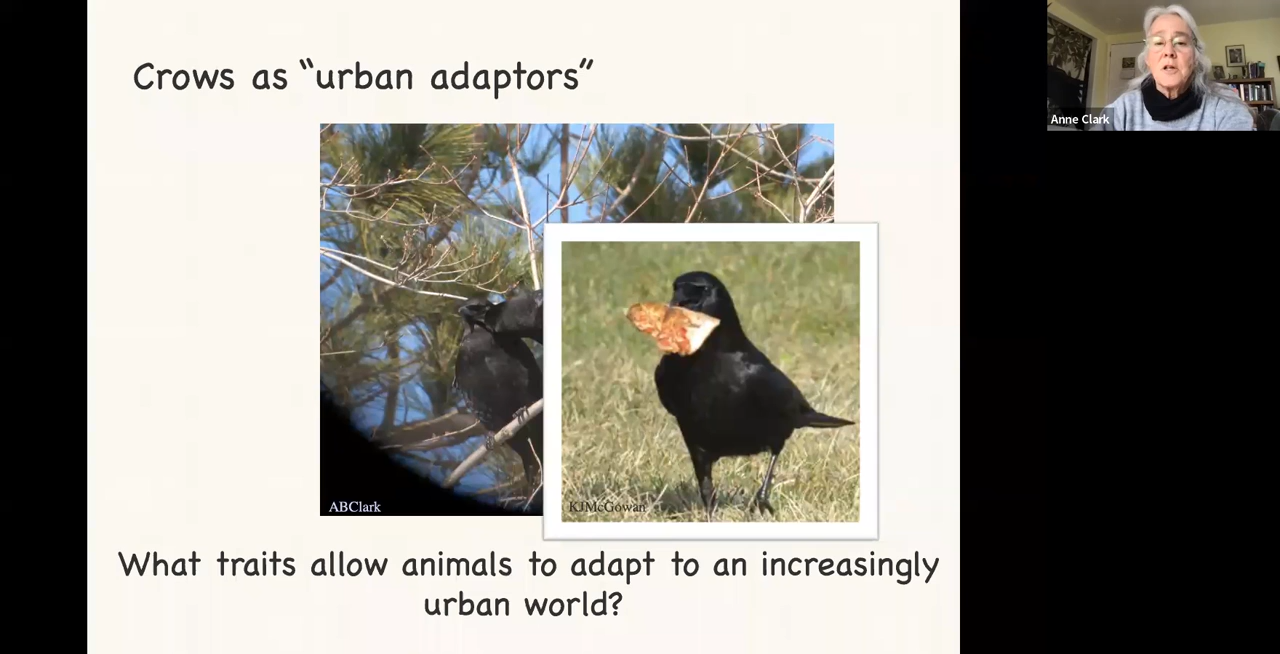 Crows as “urban adaptors”
Anne Clark
ABClark
KJMcGowan
What traits allow animals to adapt to an increasingly
urban world?